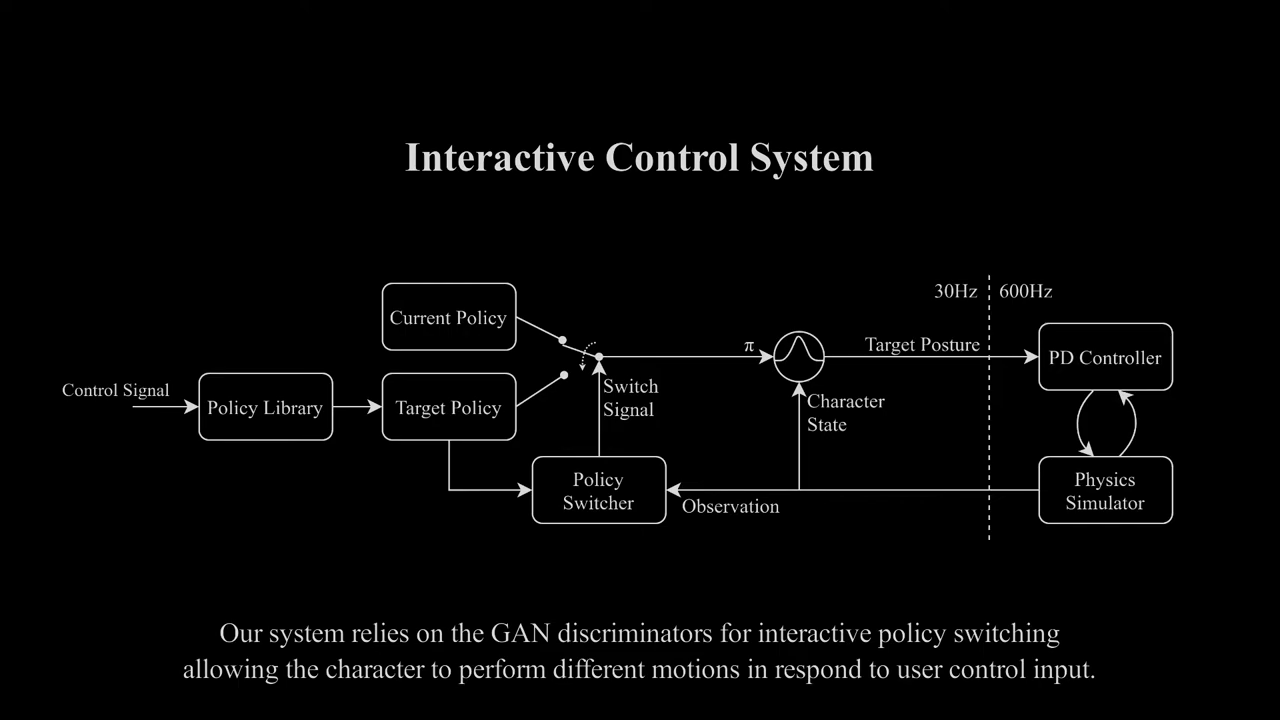 Interactive Control System
30Hz
600Hz
Current Policy
π
Target Posture
PD Controller
Control Signal
Policy Library
Target Policy
Switch
Signal
Character
State
Policy
Switcher
Observation
Physics
Simulator
Our system relies on the GAN discriminators for interactive policy switching
allowing the character to perform different motions in respond to user control input.